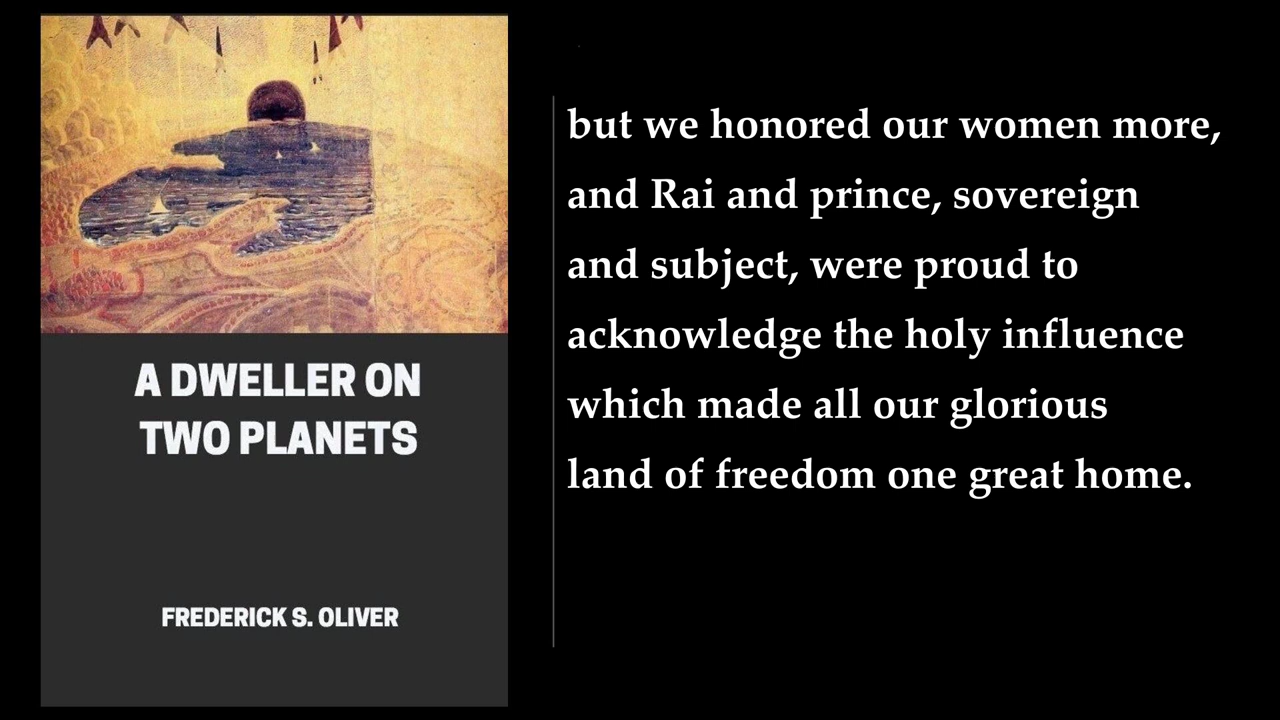 A DWELLER ON
TWO PLANETS
FREDERICK S. OLIVER
but we honored our women more,
and Rai and prince, sovereign
and subject, were proud to
acknowledge the holy influence
which made all our glorious
land of freedom one great home.